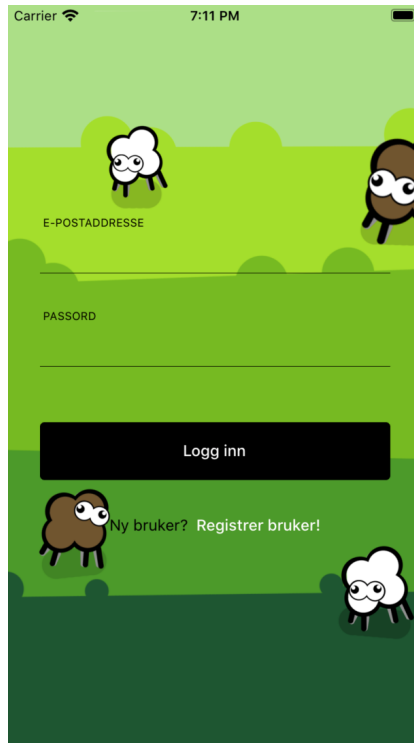 Carrier 7:11 PM
E-POSTADDRESSE
PASSORD
Logg inn
Ny bruker? Registrer bruker!